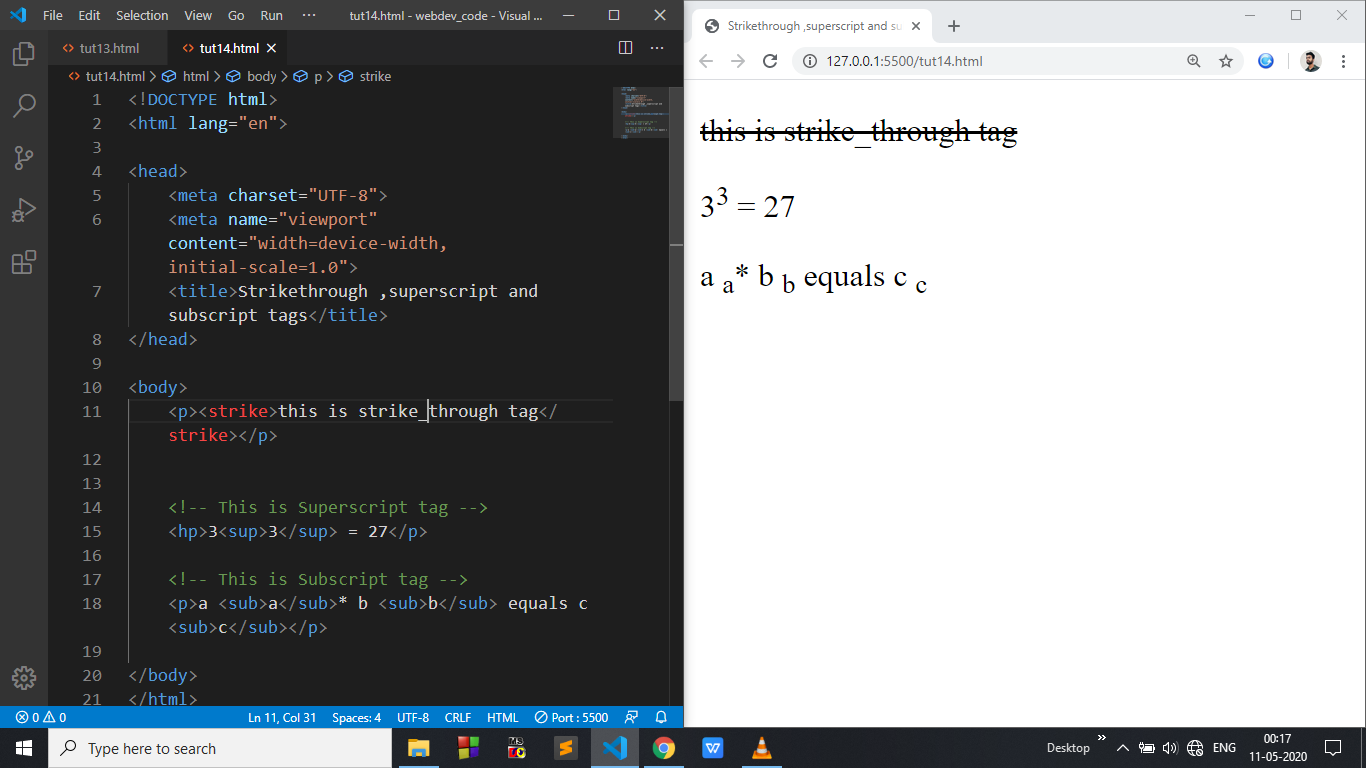 File Edit Selection View Go Run ··· tut14.html - webdev_code - Visual ...
tut13.html
tut14.html
tut14.html > html > body > p > strike
1 <!DOCTYPE html>
2 <html lang="en">
3
4 <head>
5 <meta charset="UTF-8">
6 <meta name="viewport"
content="width=device-width,
initial-scale=1.0">
7 <title>Strikethrough ,superscript and
subscript tags</title>
8 </head>
9
10 <body>
11 <p><strike>this is strike_through tag</
strike></p>
12
13
14 <!-- This is Superscript tag -->
15 <hp>3<sup>3</sup> = 27</p>
16
17 <!-- This is Subscript tag -->
18 <p>a <sub>a</sub>* b <sub>b</sub> equals c
<sub>c</sub></p>
19
20 </body>
21 </html>
0 0 Ln 11, Col 31 Spaces: 4 UTF-8 CRLF HTML Port : 5500
Strikethrough ,superscript and su
127.0.0.1:5500/tut14.html
this is strike_through tag
3³ = 27
a a* b b equals c c
Type here to search
MS
Desktop
ENG
00:17
11-05-2020